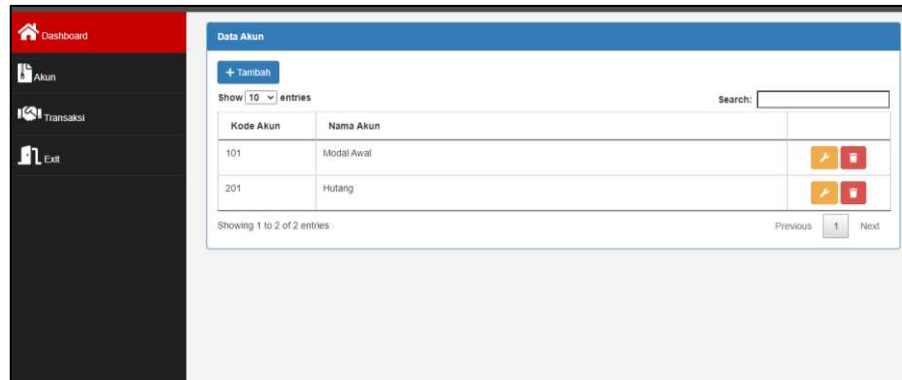 Dashboard
Akun
Transaksi
Exit
Data Akun
+ Tambah
Show 10 entries
Search:
Kode Akun Nama Akun
101 Modal Awal
201 Hutang
Showing 1 to 2 of 2 entries
Previous 1 Next